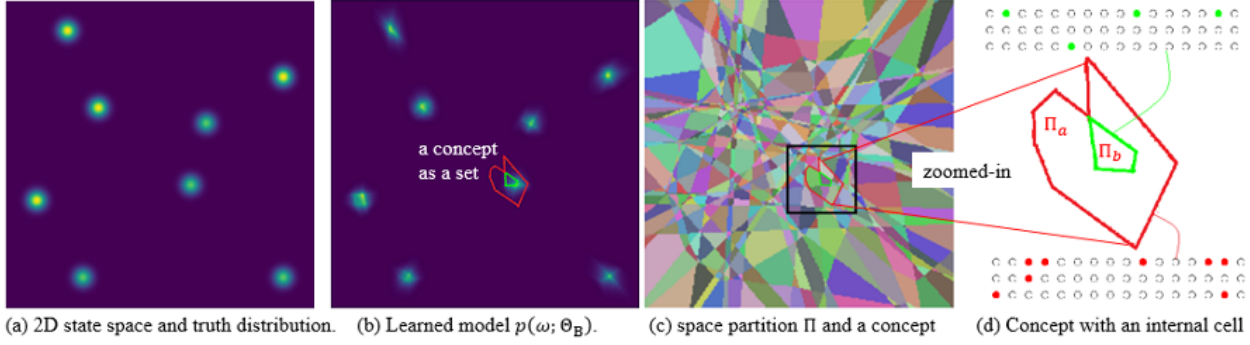 a concept
as a set
Π_a
Π_b
zoomed-in
(a) 2D state space and truth distribution.
(b) Learned model p(ω; Θ_B).
(c) space partition Π and a concept
(d) Concept with an internal cell